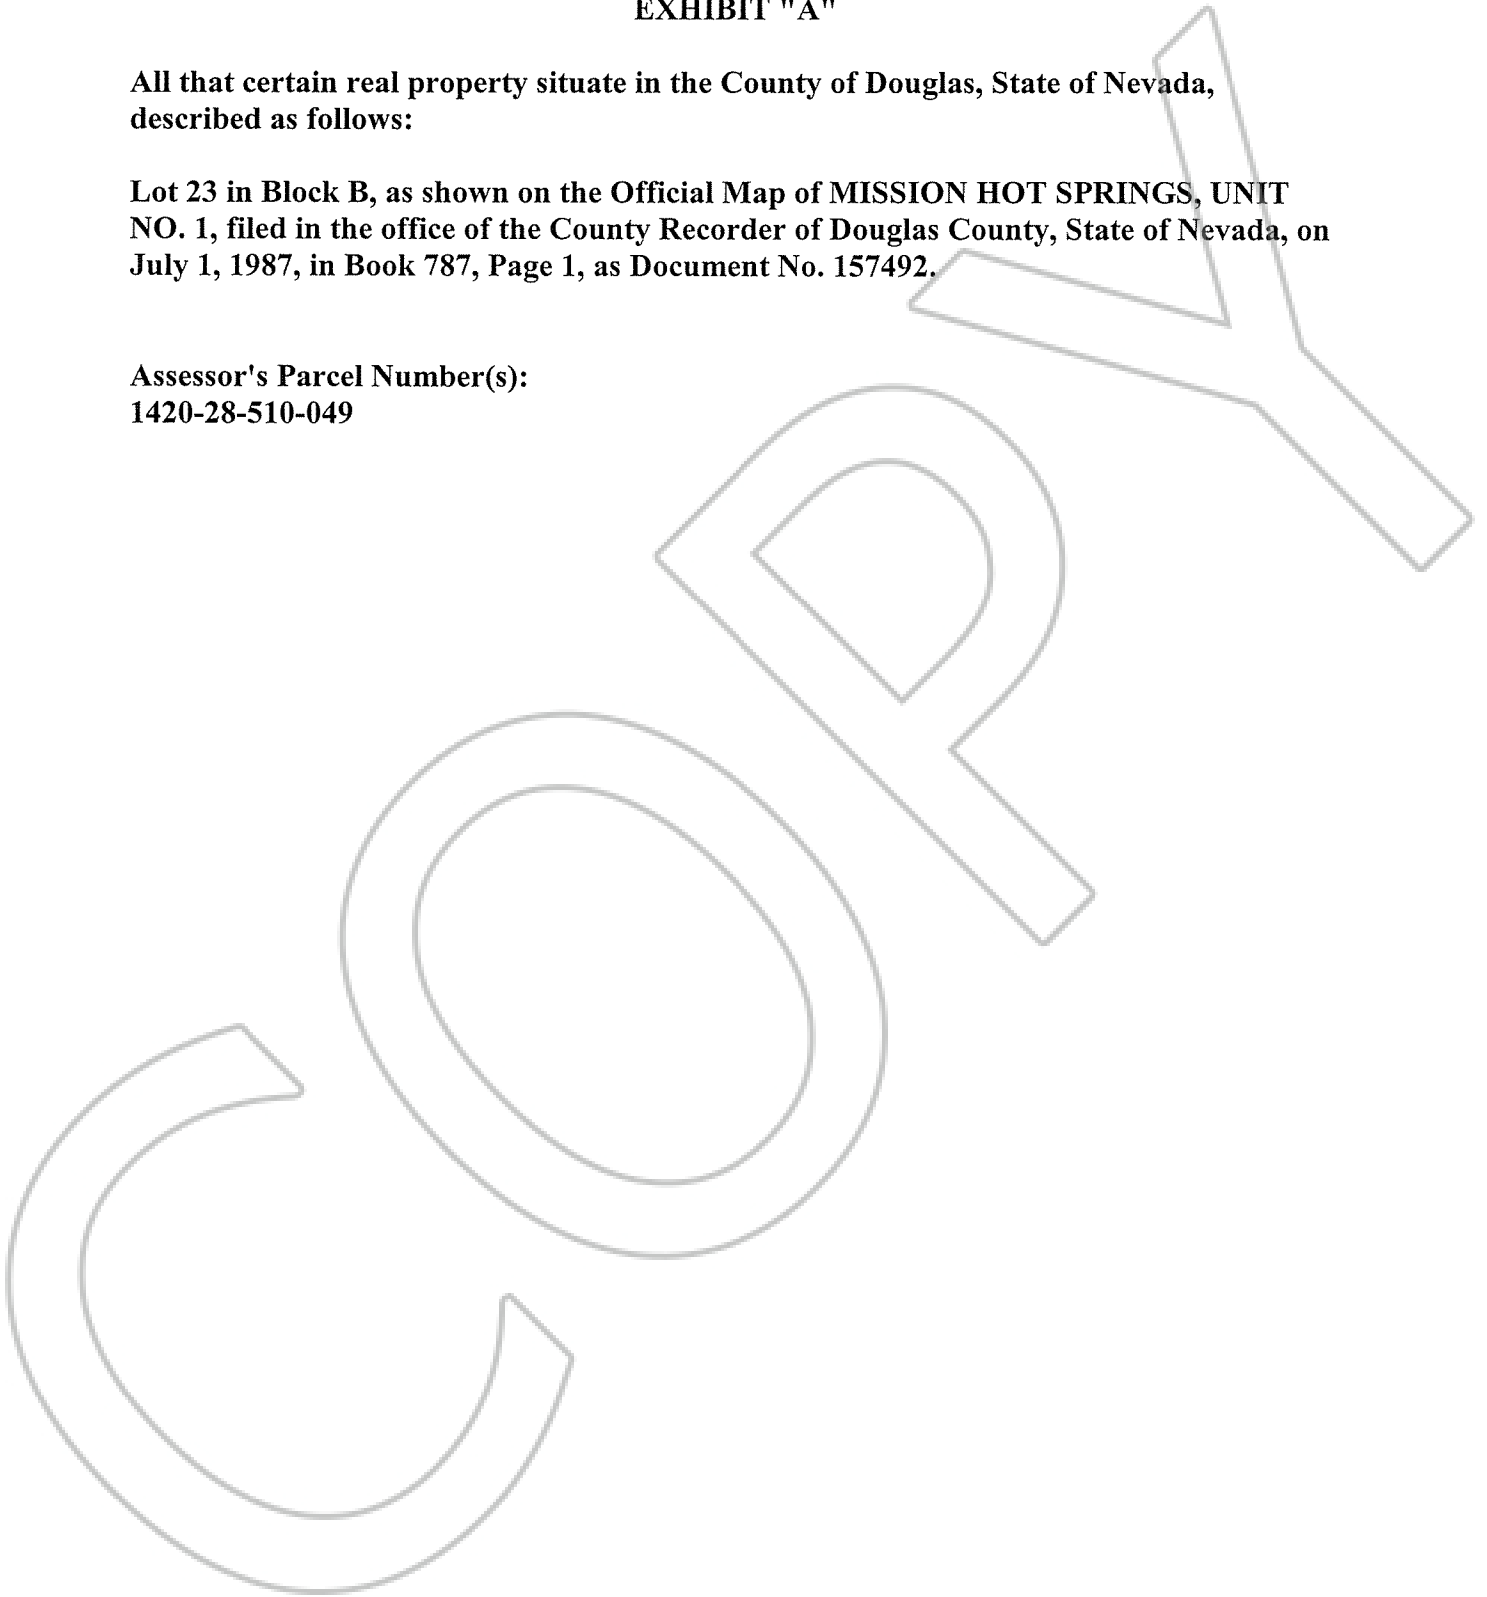 EXHIBIT "A"
All that certain real property situate in the County of Douglas, State of Nevada,
described as follows:
Lot 23 in Block B, as shown on the Official Map of MISSION HOT SPRINGS, UNIT
NO. 1, filed in the office of the County Recorder of Douglas County, State of Nevada, on
July 1, 1987, in Book 787, Page 1, as Document No. 157492.
Assessor's Parcel Number(s):
1420-28-510-049
COPY